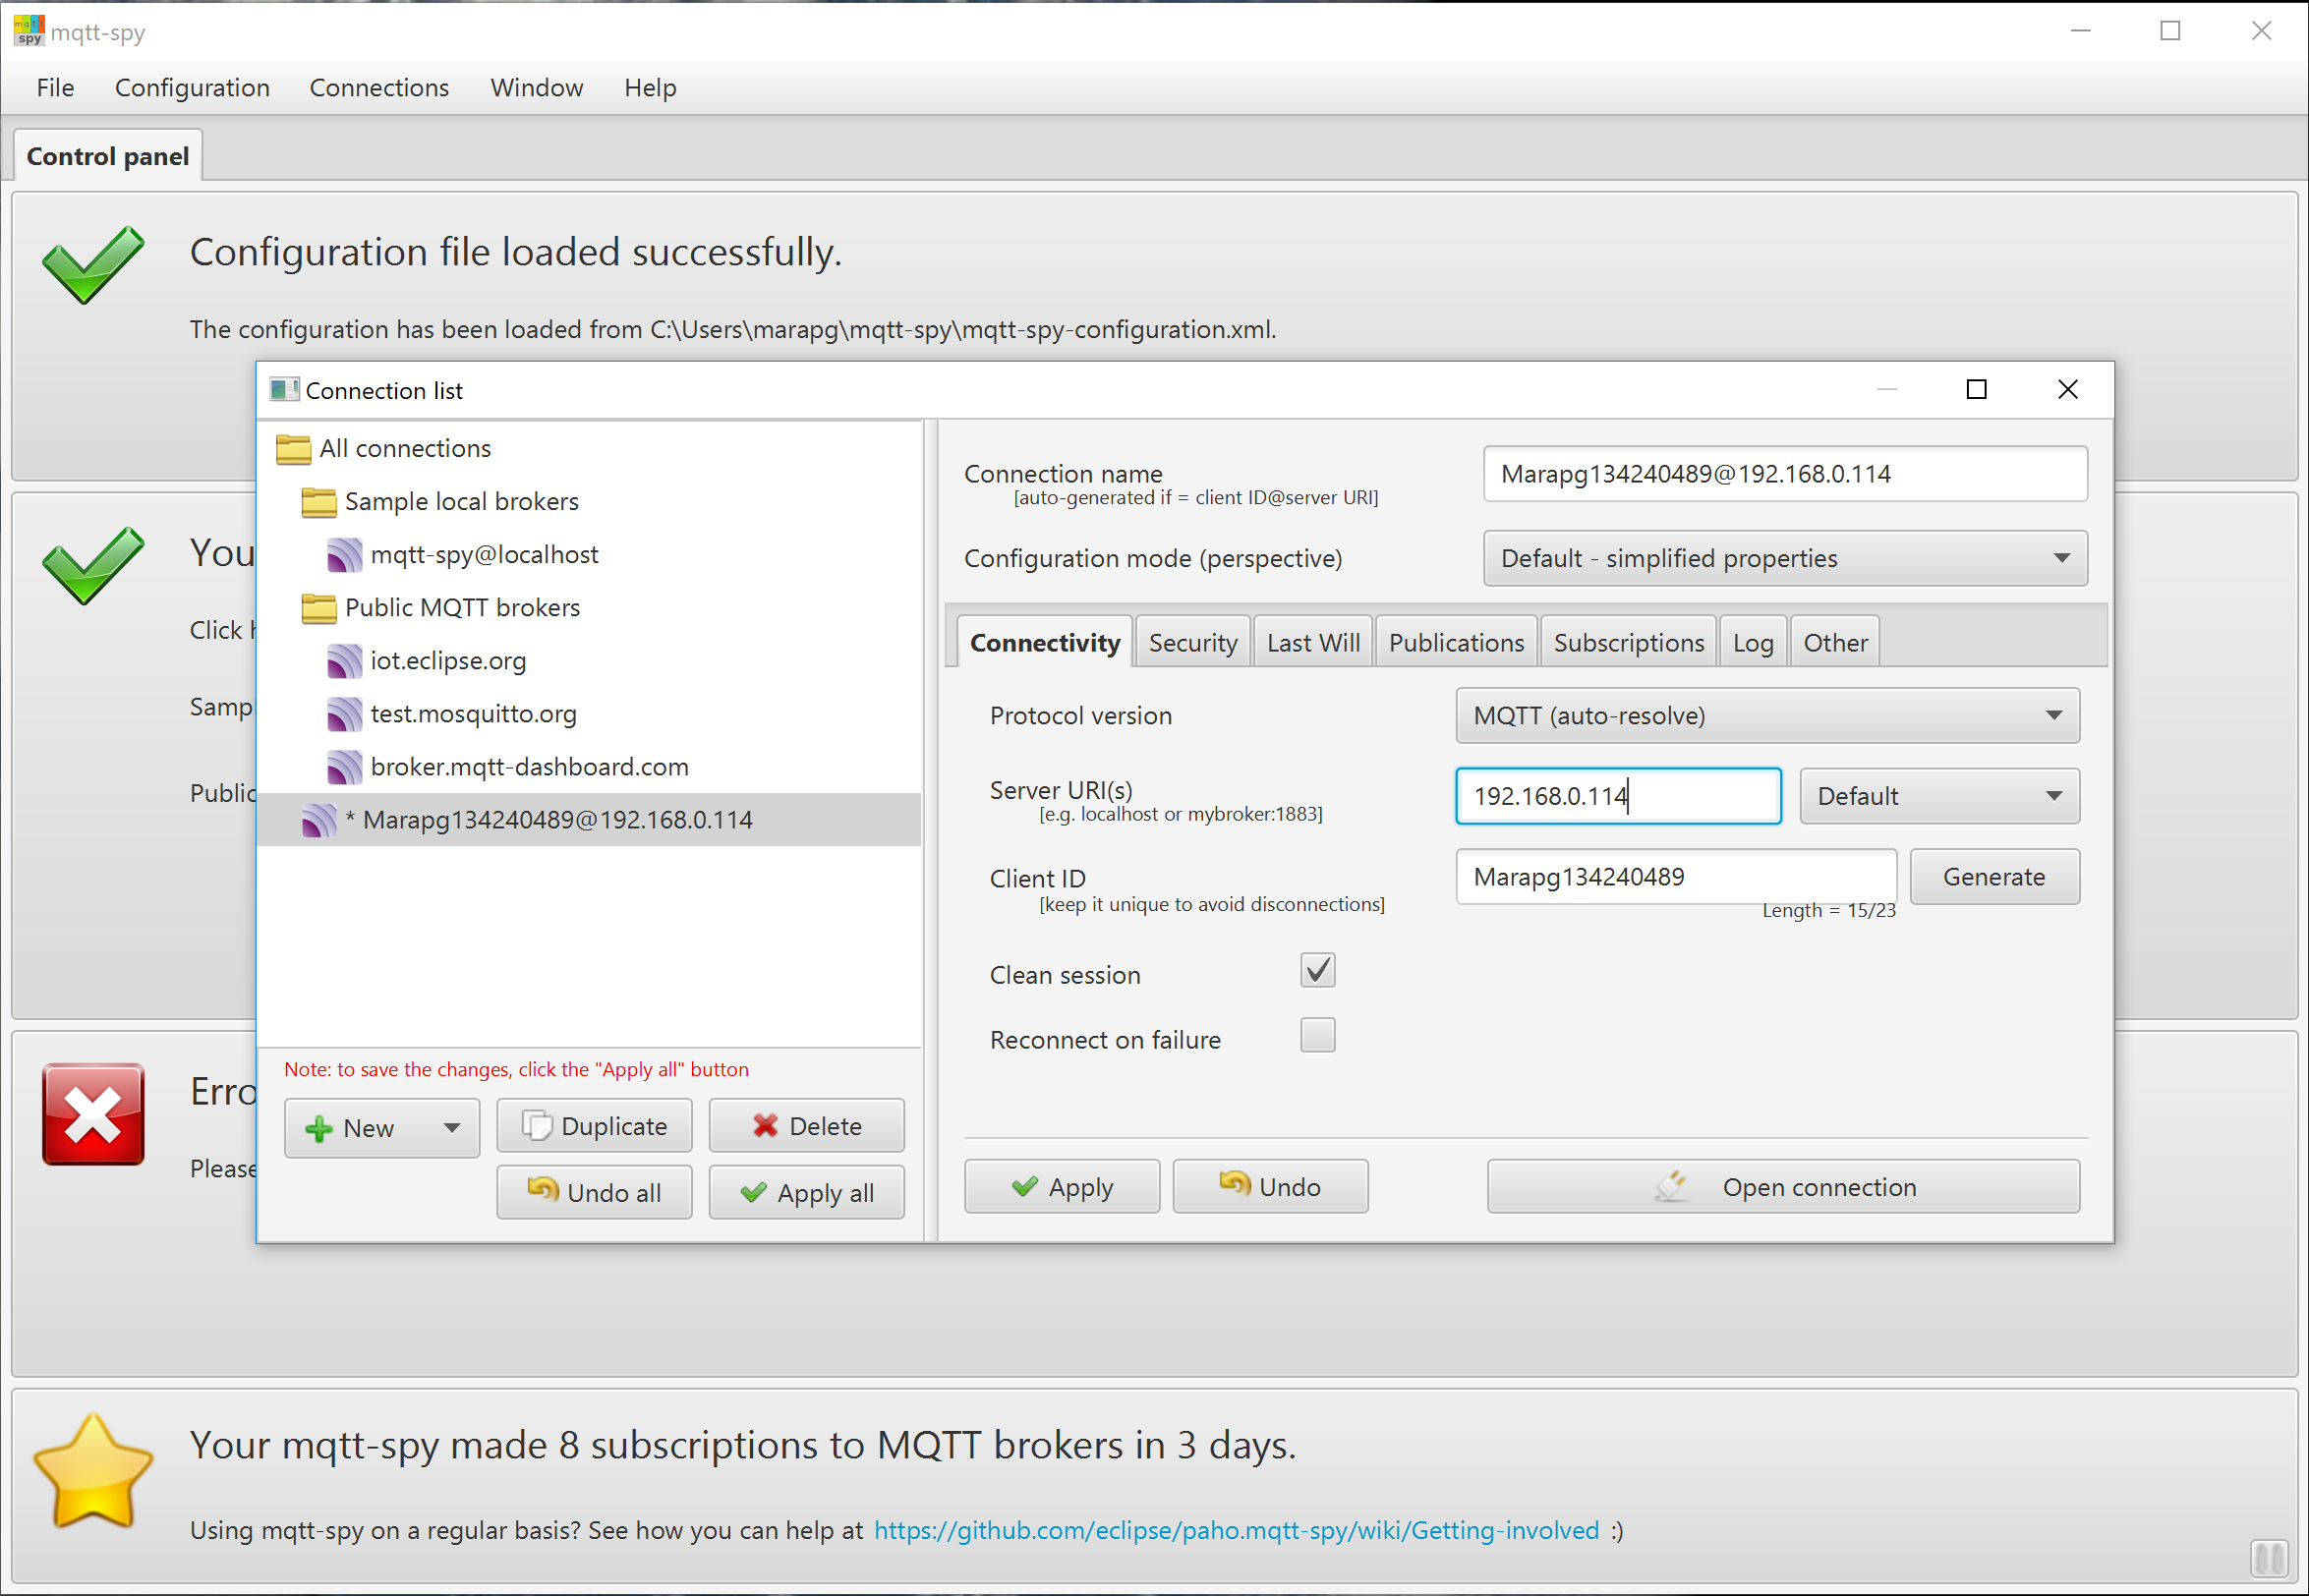 mqtt
spy
mqtt-spy
File Configuration Connections Window Help
Control panel
Configuration file loaded successfully.
The configuration has been loaded from C:\Users\marapg\mqtt-spy\mqtt-spy-configuration.xml.
Connection list
All connections
Sample local brokers
mqtt-spy@localhost
Public MQTT brokers
iot.eclipse.org
test.mosquitto.org
broker.mqtt-dashboard.com
* Marapg134240489@192.168.0.114
Note: to save the changes, click the "Apply all" button
New Duplicate Delete
Undo all Apply all
Connection name Marapg134240489@192.168.0.114
[auto-generated if = client ID@server URI]
Configuration mode (perspective) Default - simplified properties
Connectivity Security Last Will Publications Subscriptions Log Other
Protocol version MQTT (auto-resolve)
Server URI(s) 192.168.0.114 Default
[e.g. localhost or mybroker:1883]
Client ID Marapg134240489 Generate
[keep it unique to avoid disconnections] Length = 15/23
Clean session
Reconnect on failure
Apply Undo Open connection
You
Click
Samp
Public
Erro
Please
Your mqtt-spy made 8 subscriptions to MQTT brokers in 3 days.
Using mqtt-spy on a regular basis? See how you can help at https://github.com/eclipse/paho.mqtt-spy/wiki/Getting-involved :)